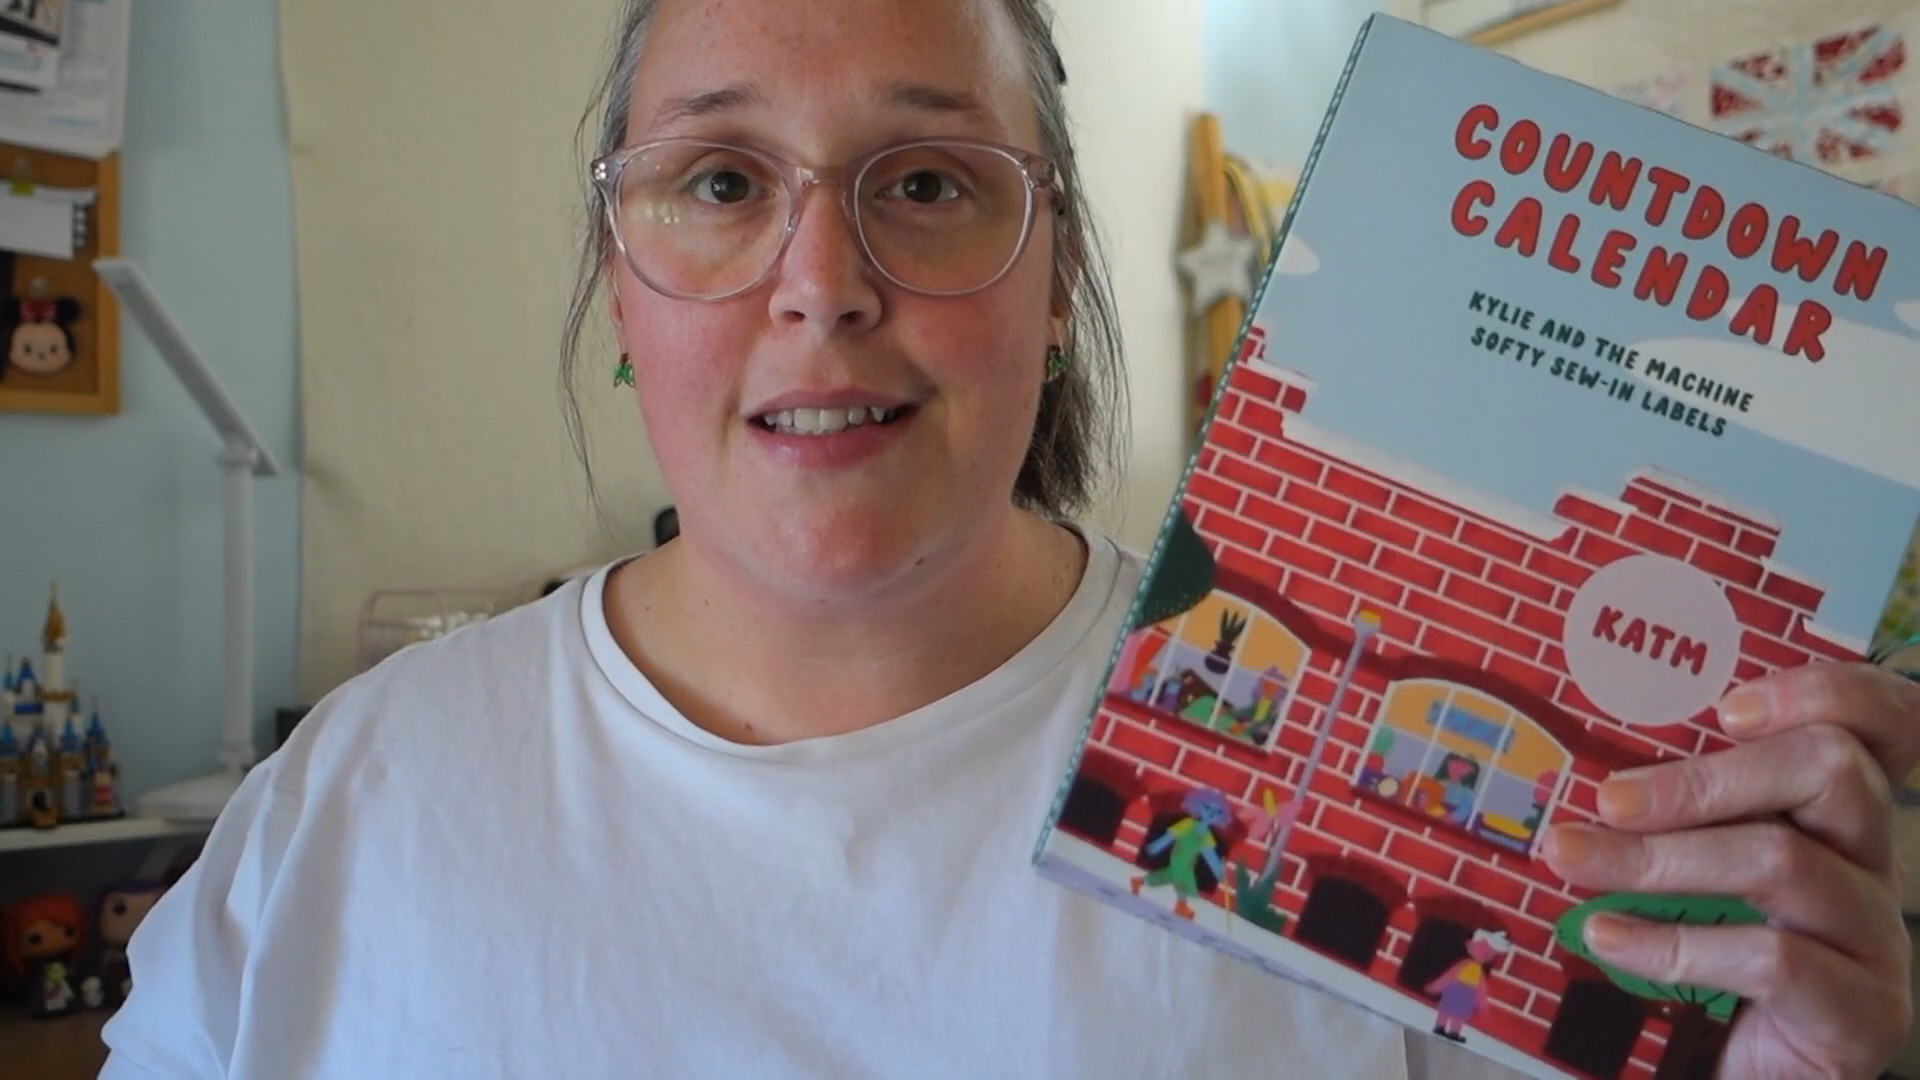 COUNTDOWN
CALENDAR
KYLIE AND THE MACHINE
SOFTY SEW-IN LABELS
KATM